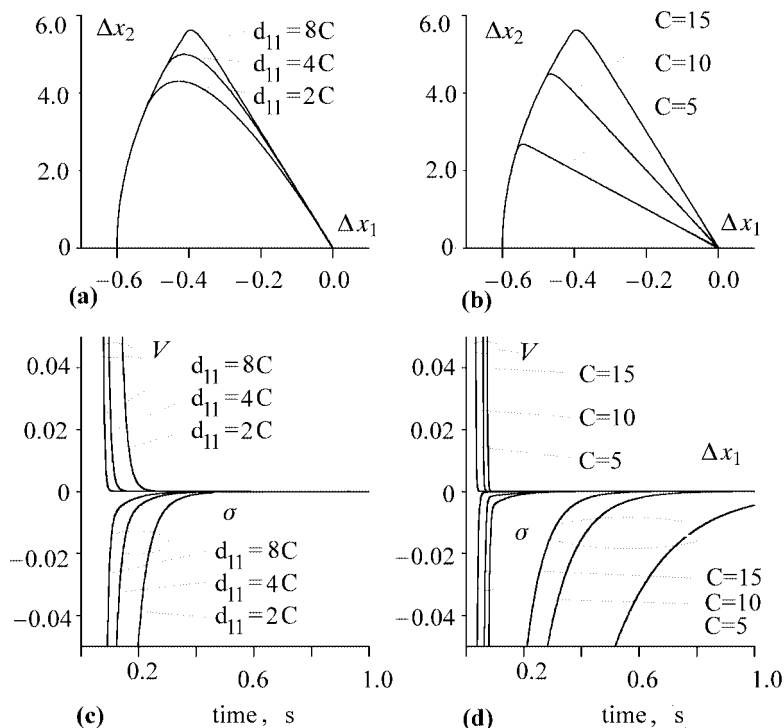 Δx₂
d₁₁=8C
d₁₁=4C
d₁₁=2C
6.0
4.0
2.0
0
Δx₁
−0.6
−0.4
−0.2
0.0
(a)
Δx₂
C=15
C=10
C=5
6.0
4.0
2.0
0
Δx₁
−0.6
−0.4
−0.2
0.0
(b)
V
d₁₁=8C
d₁₁=4C
d₁₁=2C
0.04
0.02
0
−0.02
−0.04
σ
d₁₁=8C
d₁₁=4C
d₁₁=2C
0.2
0.6
1.0
(c)
time, s
V
C=15
C=10
C=5
Δx₁
0.04
0.02
0
−0.02
−0.04
σ
C=15
C=10
C=5
0.2
0.6
1.0
(d)
time, s